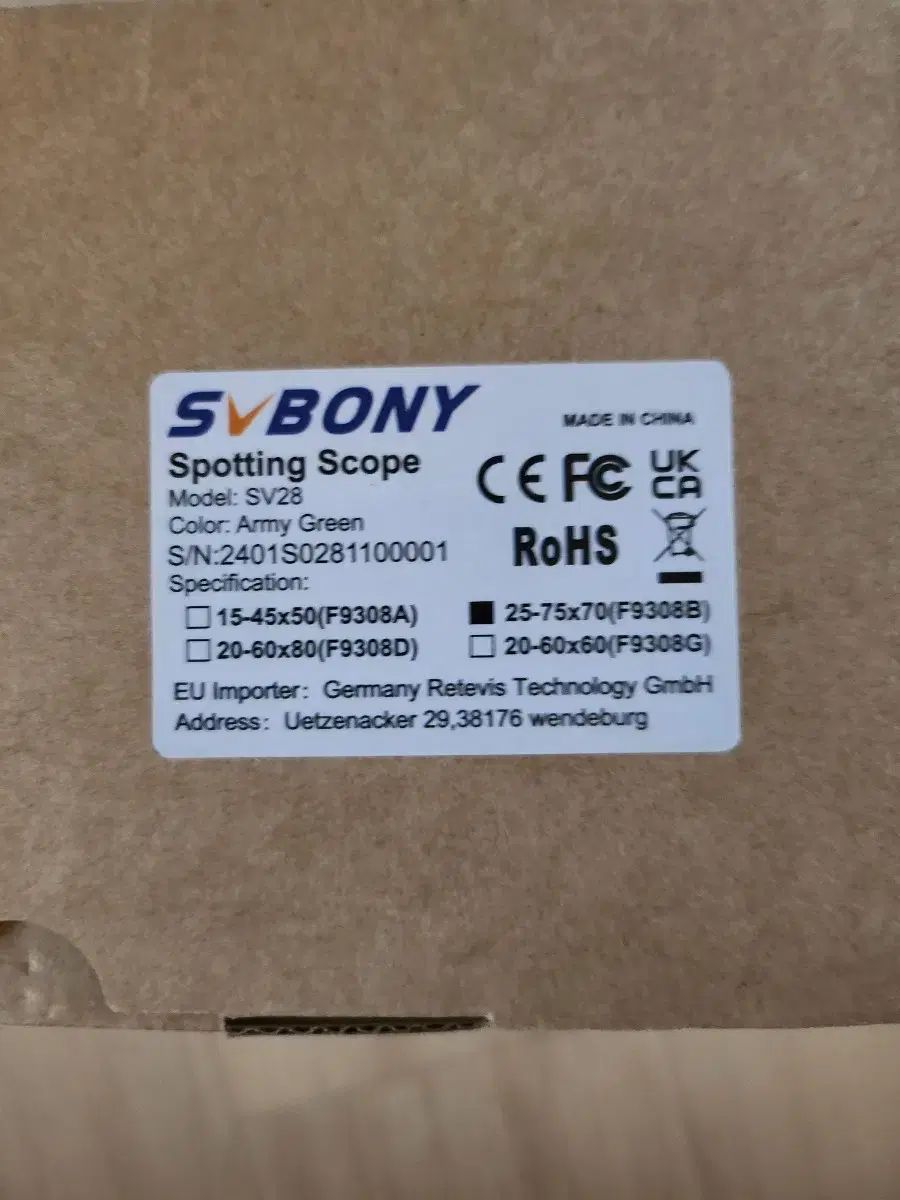 SVBONY
MADE IN CHINA
Spotting Scope
Model: SV28
Color: Army Green
S/N:2401S0281100001
Specification:
CE FC UK CA
RoHS
15-45x50(F9308A) 25-75x70(F9308B)
20-60x80(F9308D) 20-60x60(F9308G)
EU Importer: Germany Retevis Technology GmbH
Address: Uetzenacker 29,38176 wendeburg